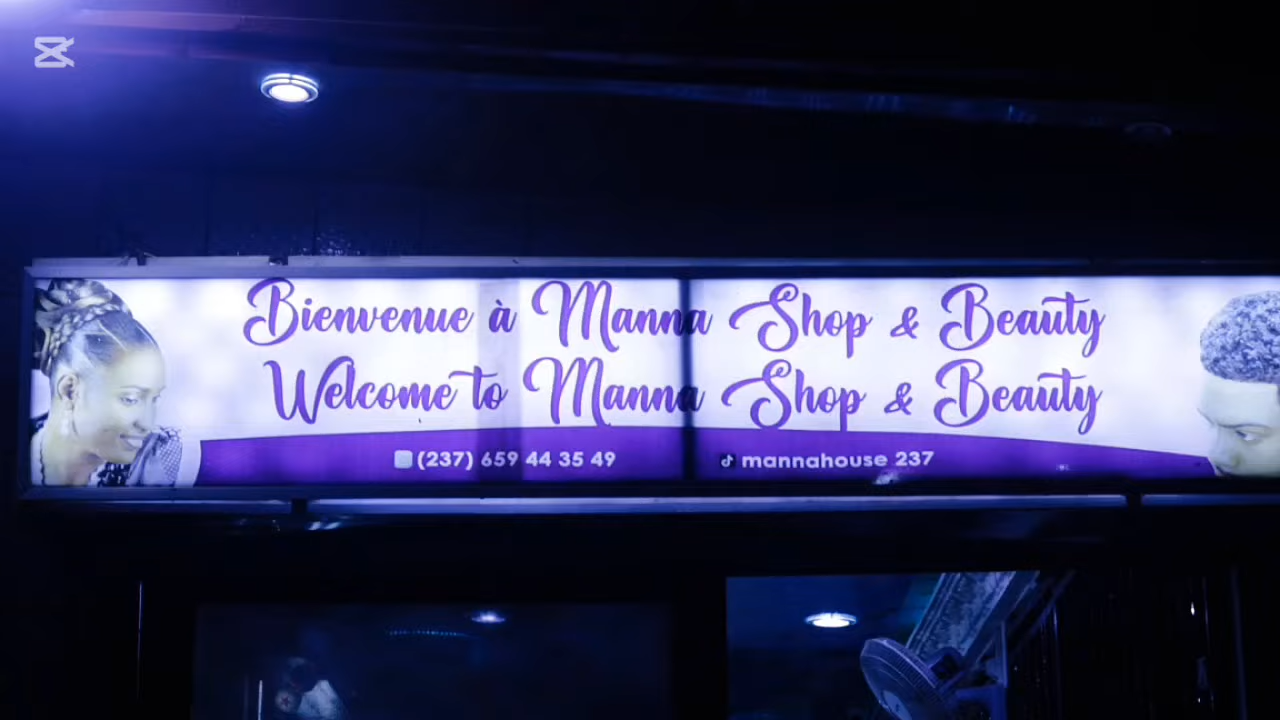 Bienvenue à Manna Shop & Beauty
Welcome to Manna Shop & Beauty
(237) 659 44 35 49
mannahouse 237